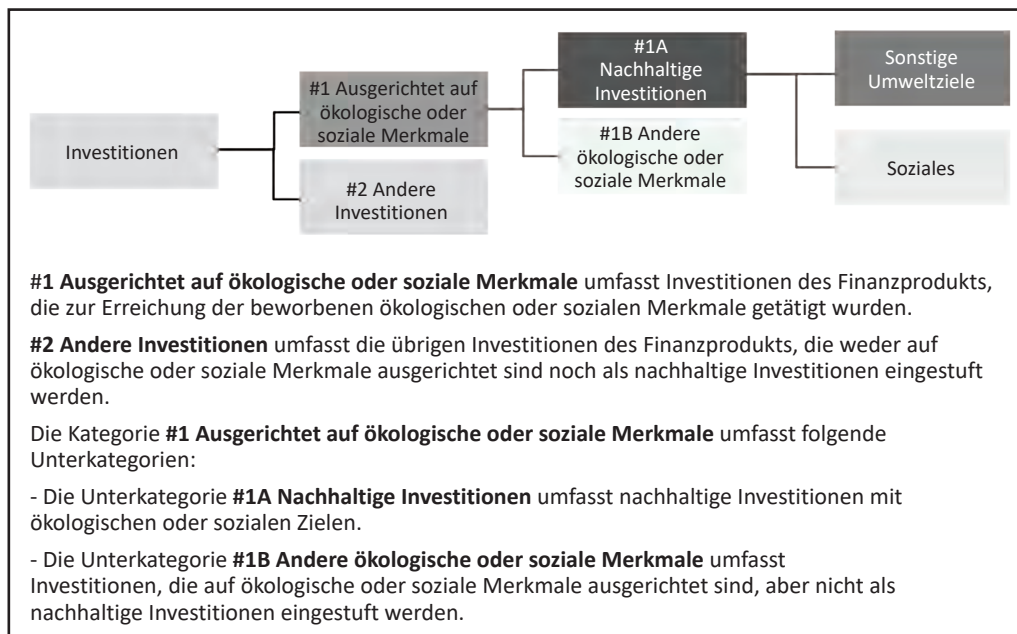 Investitionen
#1 Ausgerichtet auf
ökologische oder
soziale Merkmale
#2 Andere
Investitionen
#1A
Nachhaltige
Investitionen
#1B Andere
ökologische oder
soziale Merkmale
Sonstige
Umweltziele
Soziales
#1 Ausgerichtet auf ökologische oder soziale Merkmale umfasst Investitionen des Finanzprodukts,
die zur Erreichung der beworbenen ökologischen oder sozialen Merkmale getätigt wurden.
#2 Andere Investitionen umfasst die übrigen Investitionen des Finanzprodukts, die weder auf
ökologische oder soziale Merkmale ausgerichtet sind noch als nachhaltige Investitionen eingestuft
werden.
Die Kategorie #1 Ausgerichtet auf ökologische oder soziale Merkmale umfasst folgende
Unterkategorien:
- Die Unterkategorie #1A Nachhaltige Investitionen umfasst nachhaltige Investitionen mit
ökologischen oder sozialen Zielen.
- Die Unterkategorie #1B Andere ökologische oder soziale Merkmale umfasst
Investitionen, die auf ökologische oder soziale Merkmale ausgerichtet sind, aber nicht als
nachhaltige Investitionen eingestuft werden.